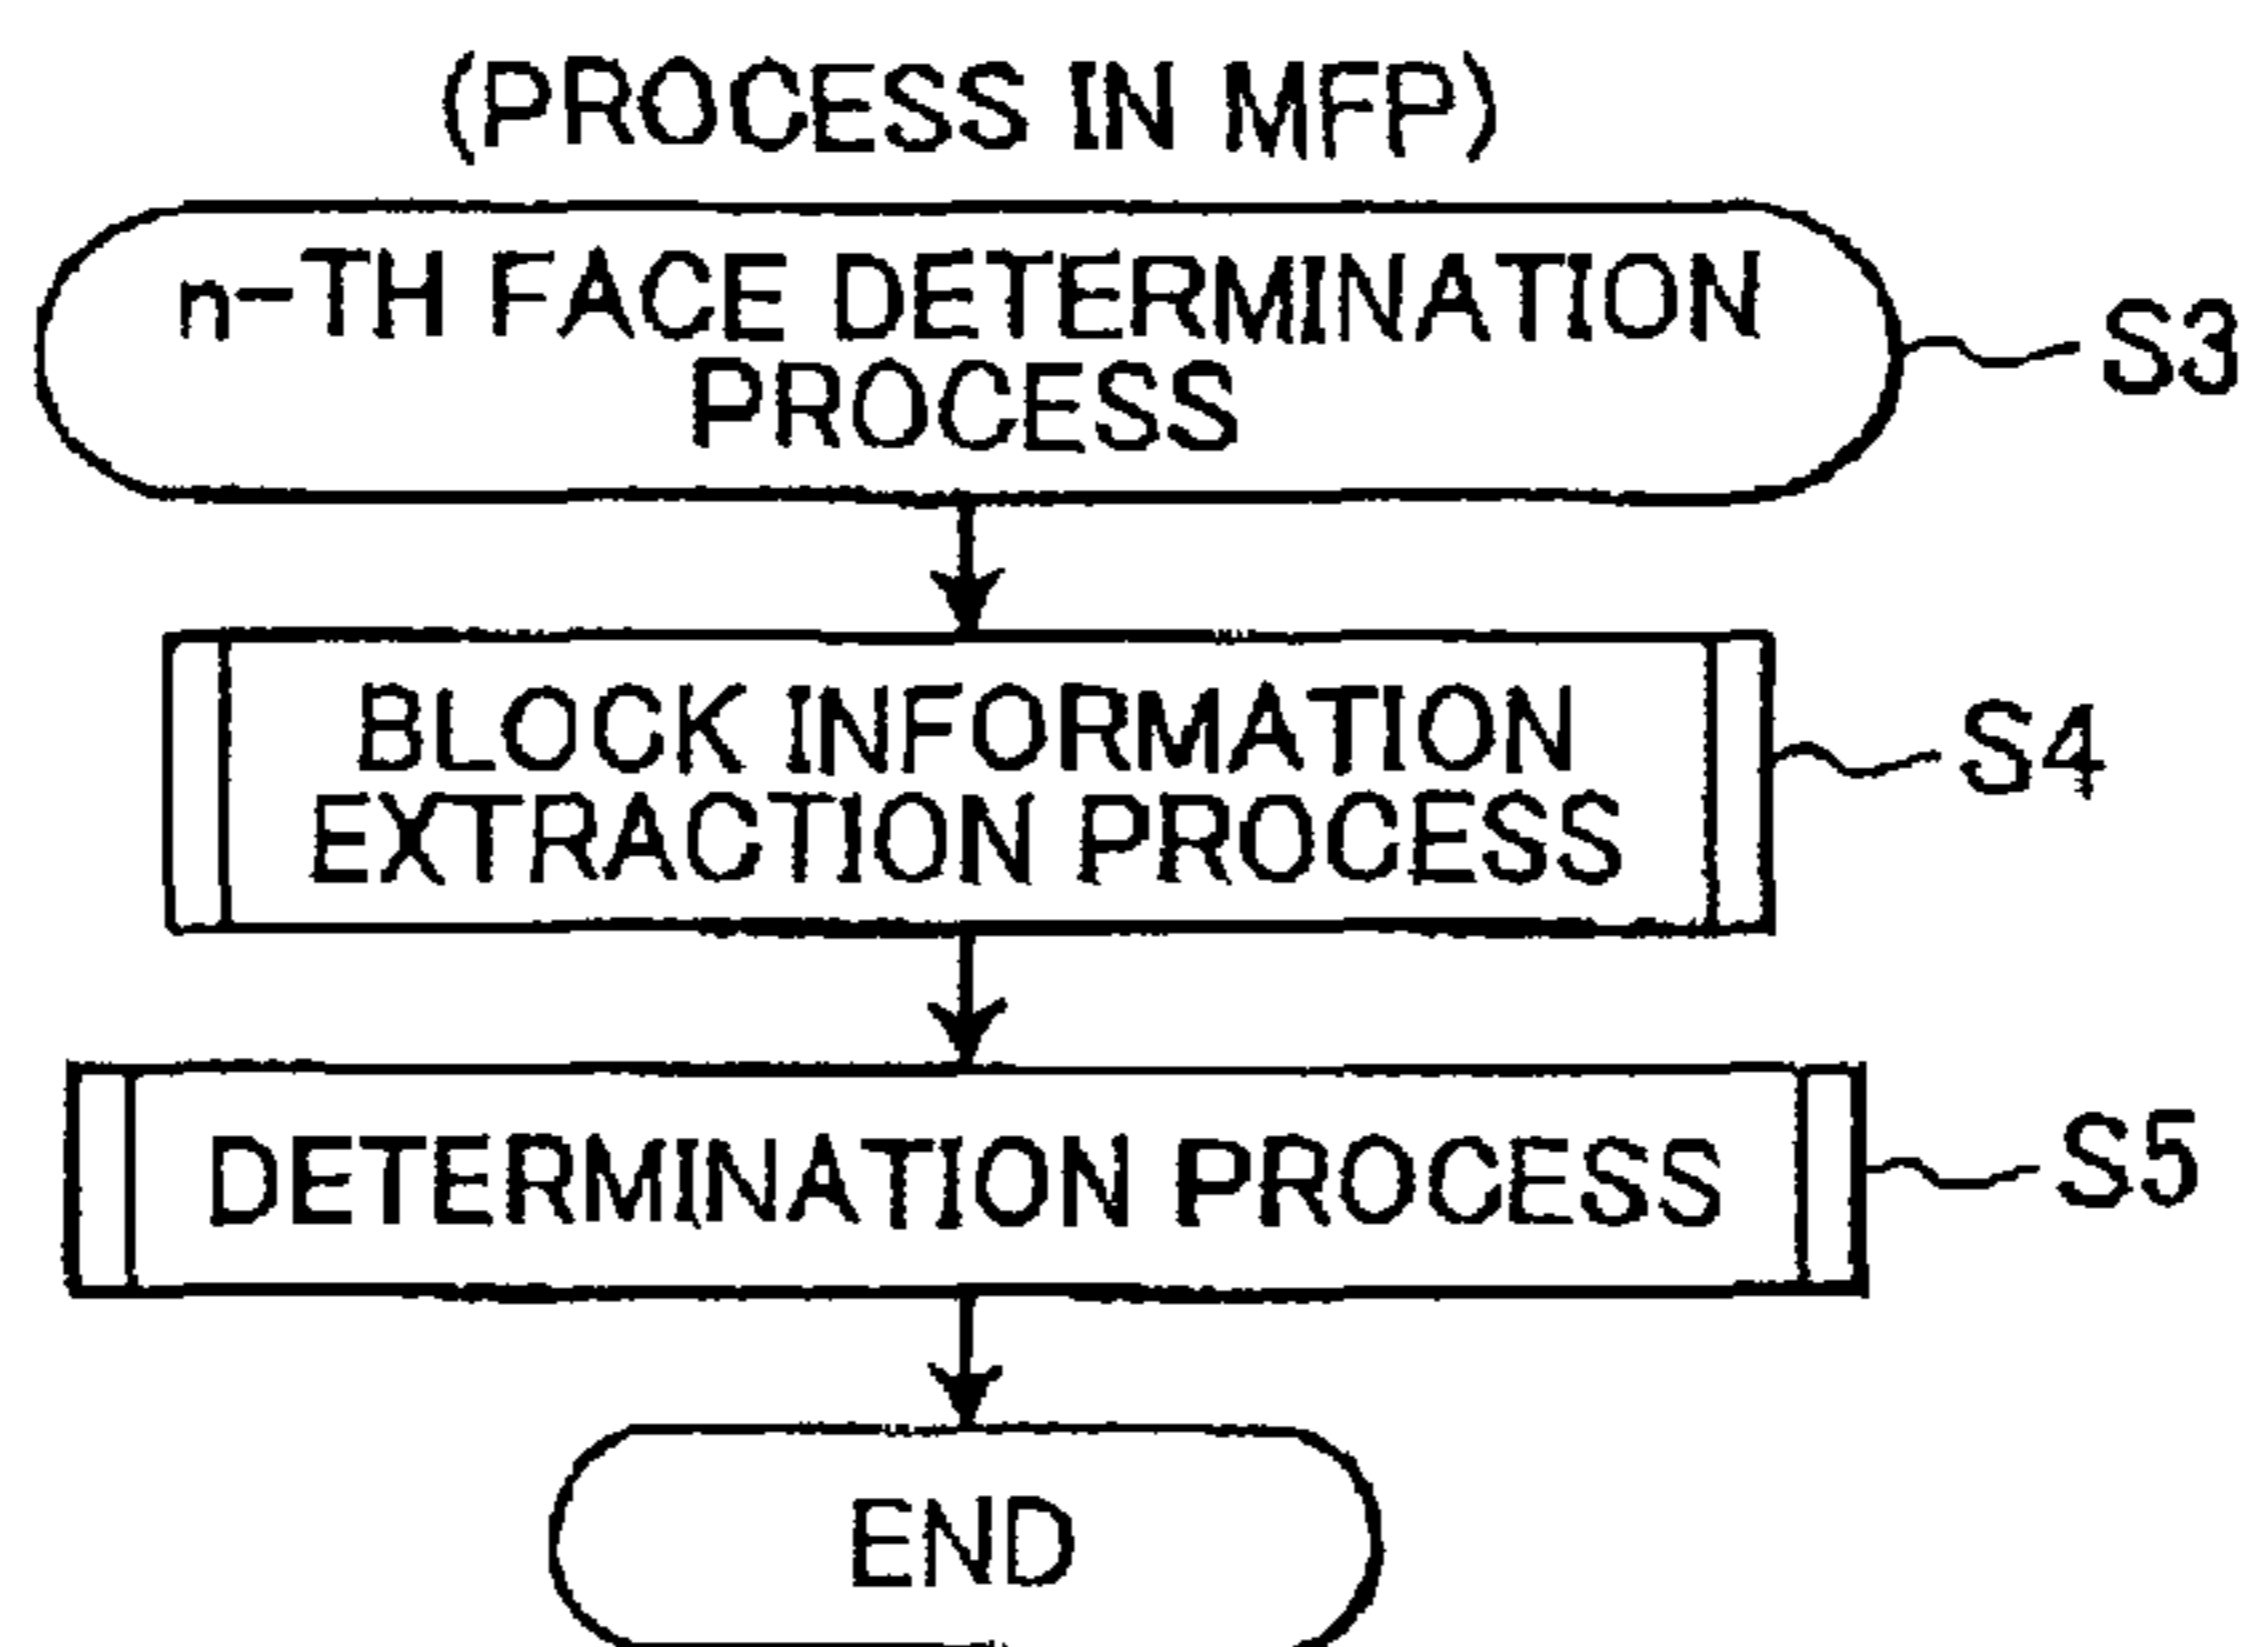 (PROCESS IN MFP)
n-TH FACE DETERMINATION
PROCESS
S3
BLOCK INFORMATION
EXTRACTION PROCESS
S4
DETERMINATION PROCESS
S5
END